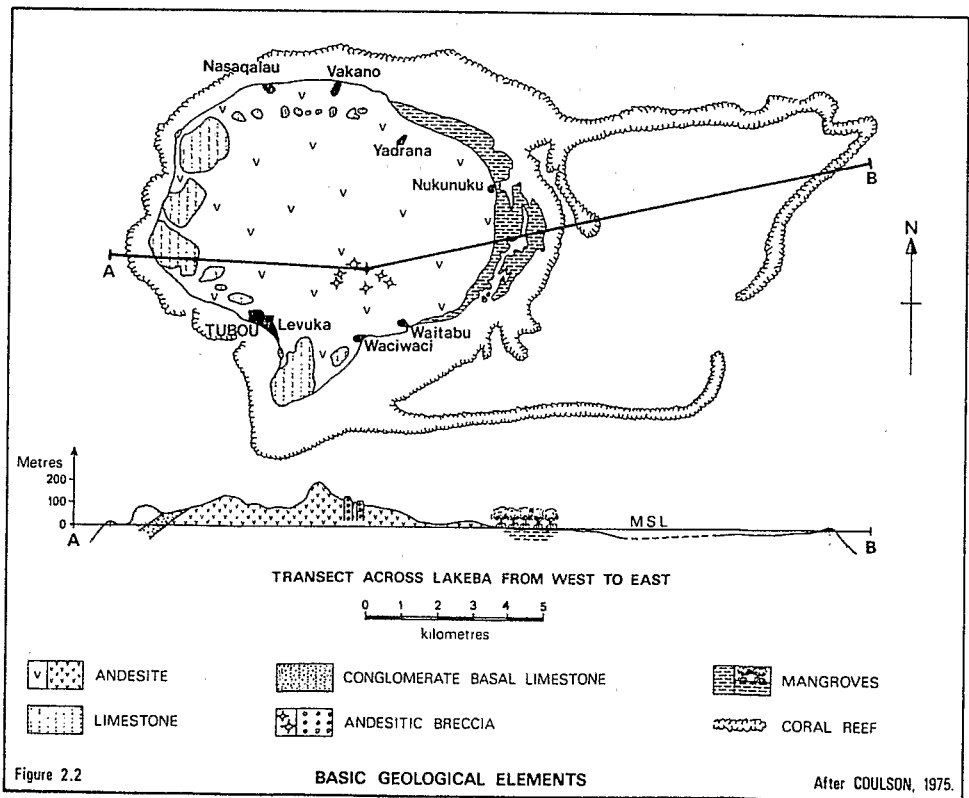 Nasaqalau
Vakano
Yadrana
Nukunuku
B
N
A
TUBOU
Levuka
Waitabu
Waciwaci
Metres
200
100
0
MSL
A
B
TRANSECT ACROSS LAKEBA FROM WEST TO EAST
0 1 2 3 4 5
kilometres
v ANDESITE
CONGLOMERATE BASAL LIMESTONE
MANGROVES
LIMESTONE
ANDESITIC BRECCIA
CORAL REEF
Figure 2.2
BASIC GEOLOGICAL ELEMENTS
After COULSON, 1975.